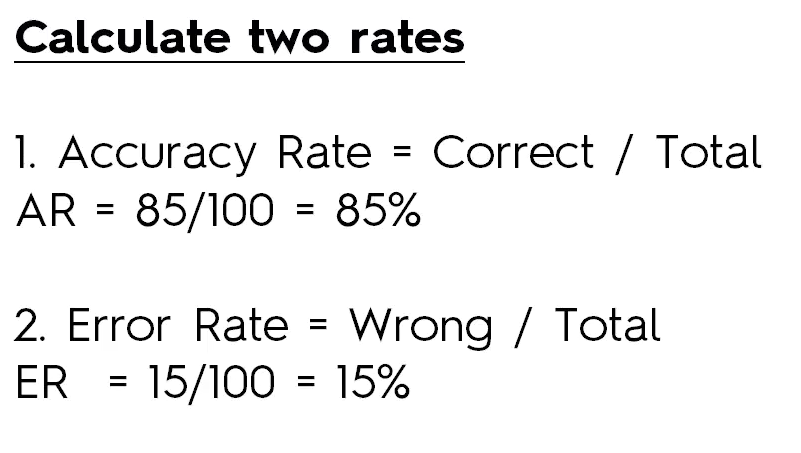 Calculate two rates
1. Accuracy Rate = Correct / Total
AR = 85/100 = 85%
2. Error Rate = Wrong / Total
ER = 15/100 = 15%